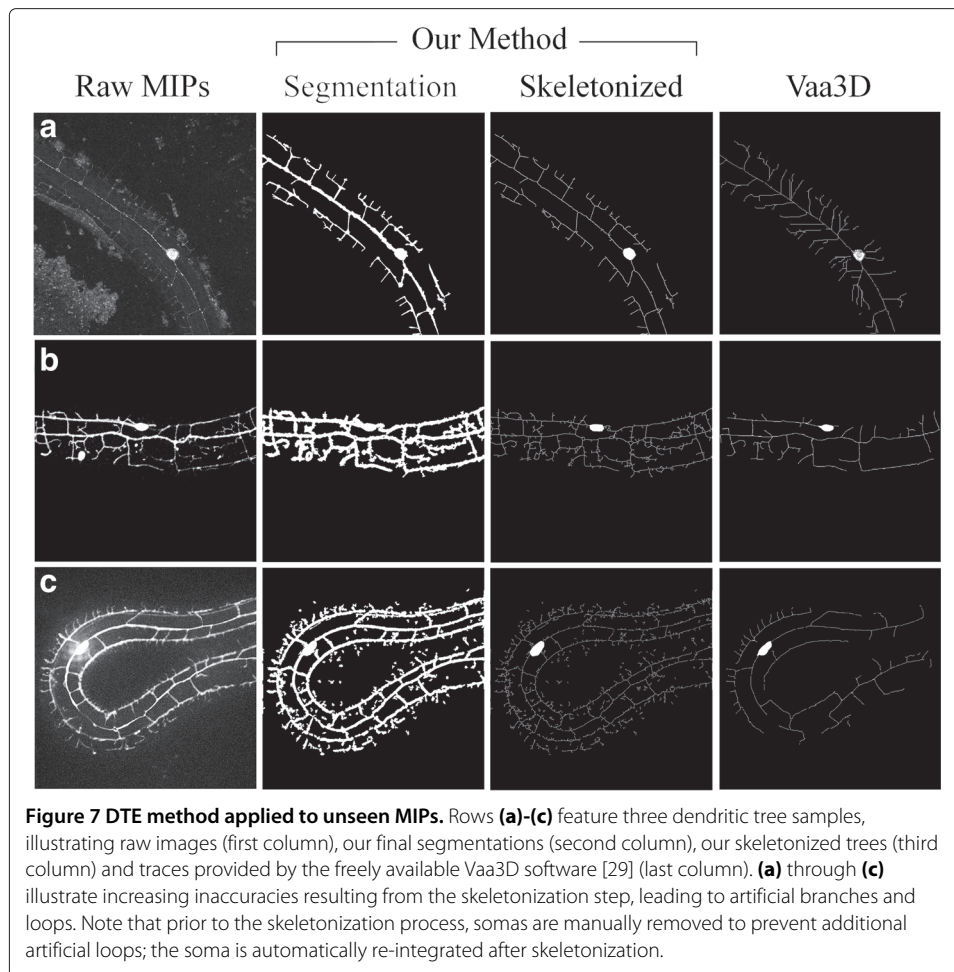 Our Method
Raw MIPs Segmentation Skeletonized Vaa3D
a
b
c
Figure 7 DTE method applied to unseen MIPs. Rows (a)-(c) feature three dendritic tree samples,
illustrating raw images (first column), our final segmentations (second column), our skeletonized trees (third
column) and traces provided by the freely available Vaa3D software [29] (last column). (a) through (c)
illustrate increasing inaccuracies resulting from the skeletonization step, leading to artificial branches and
loops. Note that prior to the skeletonization process, somas are manually removed to prevent additional
artificial loops; the soma is automatically re-integrated after skeletonization.